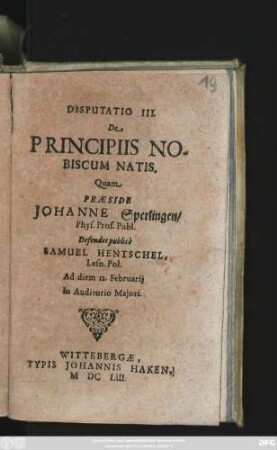 19
DISPUTATIO III.
De
PRINCIPIIS NO-
BISCUM NATIS,
Quam
PRÆSIDE
JOHANNE Sperlingen/
Phys. Prof. Publ.
Defendet publicè
SAMUEL HENTSCHEL,
Lesn. Pol.
Ad diem 12. Februarij
In Auditorio Majori.
WITTEBERGÆ,
TYPIS JOHANNIS HAKEN,
M DC LIII.